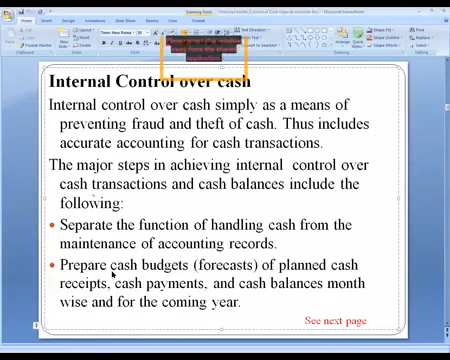 Internal Control over cash
Internal control over cash simply as a means of
preventing fraud and theft of cash. Thus includes
accurate accounting for cash transactions.
The major steps in achieving internal control over
cash transactions and cash balances include the
following:
• Separate the function of handling cash from the
maintenance of accounting records.
• Prepare cash budgets (forecasts) of planned cash
receipts, cash payments, and cash balances month
wise and for the coming year.
See next page